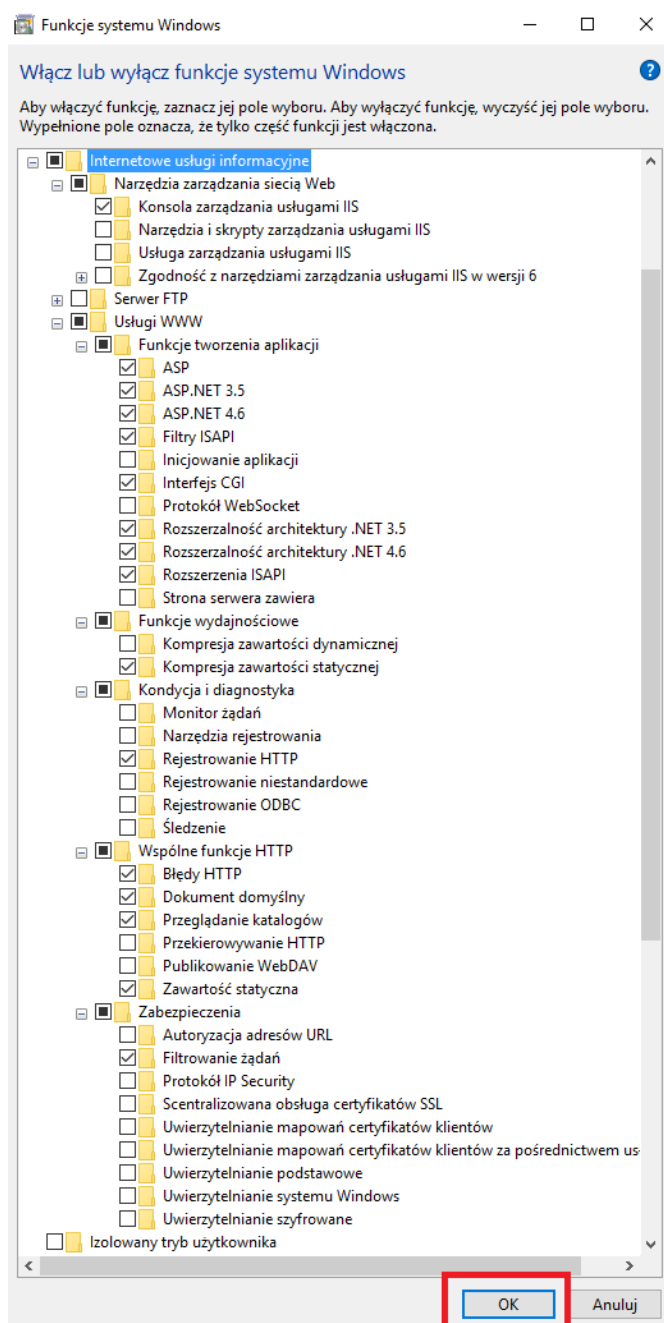 Funkcje systemu Windows
Włącz lub wyłącz funkcje systemu Windows
Aby włączyć funkcję, zaznacz jej pole wyboru. Aby wyłączyć funkcję, wyczyść jej pole wyboru.
Wypełnione pole oznacza, że tylko część funkcji jest włączona.
Internetowe usługi informacyjne
Narzędzia zarządzania siecią Web
Konsola zarządzania usługami IIS
Narzędzia i skrypty zarządzania usługami IIS
Usługa zarządzania usługami IIS
Zgodność z narzędziami zarządzania usługami IIS w wersji 6
Serwer FTP
Usługi WWW
Funkcje tworzenia aplikacji
ASP
ASP.NET 3.5
ASP.NET 4.6
Filtry ISAPI
Inicjowanie aplikacji
Interfejs CGI
Protokół WebSocket
Rozszerzalność architektury .NET 3.5
Rozszerzalność architektury .NET 4.6
Rozszerzenia ISAPI
Strona serwera zawiera
Funkcje wydajnościowe
Kompresja zawartości dynamicznej
Kompresja zawartości statycznej
Kondycja i diagnostyka
Monitor żądań
Narzędzia rejestrowania
Rejestrowanie HTTP
Rejestrowanie niestandardowe
Rejestrowanie ODBC
Śledzenie
Wspólne funkcje HTTP
Błędy HTTP
Dokument domyślny
Przeglądanie katalogów
Przekierowywanie HTTP
Publikowanie WebDAV
Zawartość statyczna
Zabezpieczenia
Autoryzacja adresów URL
Filtrowanie żądań
Protokół IP Security
Scentralizowana obsługa certyfikatów SSL
Uwierzytelnianie mapowań certyfikatów klientów
Uwierzytelnianie mapowań certyfikatów klientów za pośrednictwem us
Uwierzytelnianie podstawowe
Uwierzytelnianie systemu Windows
Uwierzytelnianie szyfrowane
Izolowany tryb użytkownika
OK Anuluj